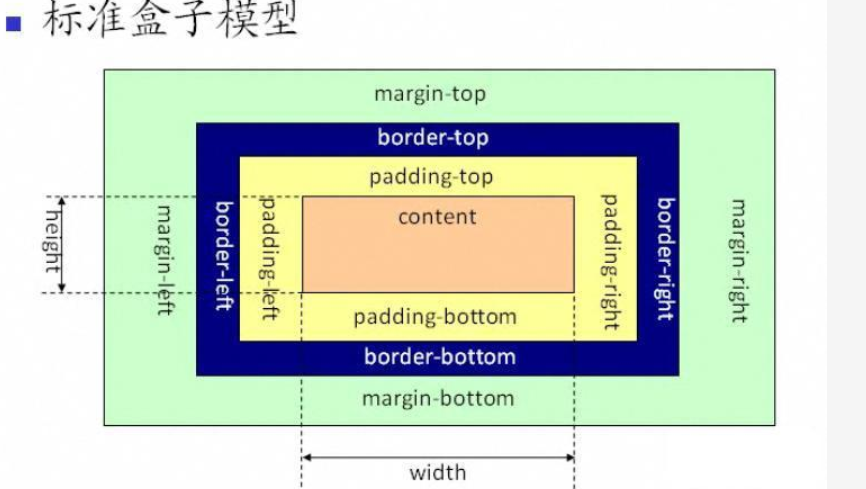 标准盒子模型
margin-top
border-top
padding-top
content
height
margin-left
border-left
padding-left
padding-right
border-right
margin-right
padding-bottom
border-bottom
margin-bottom
width